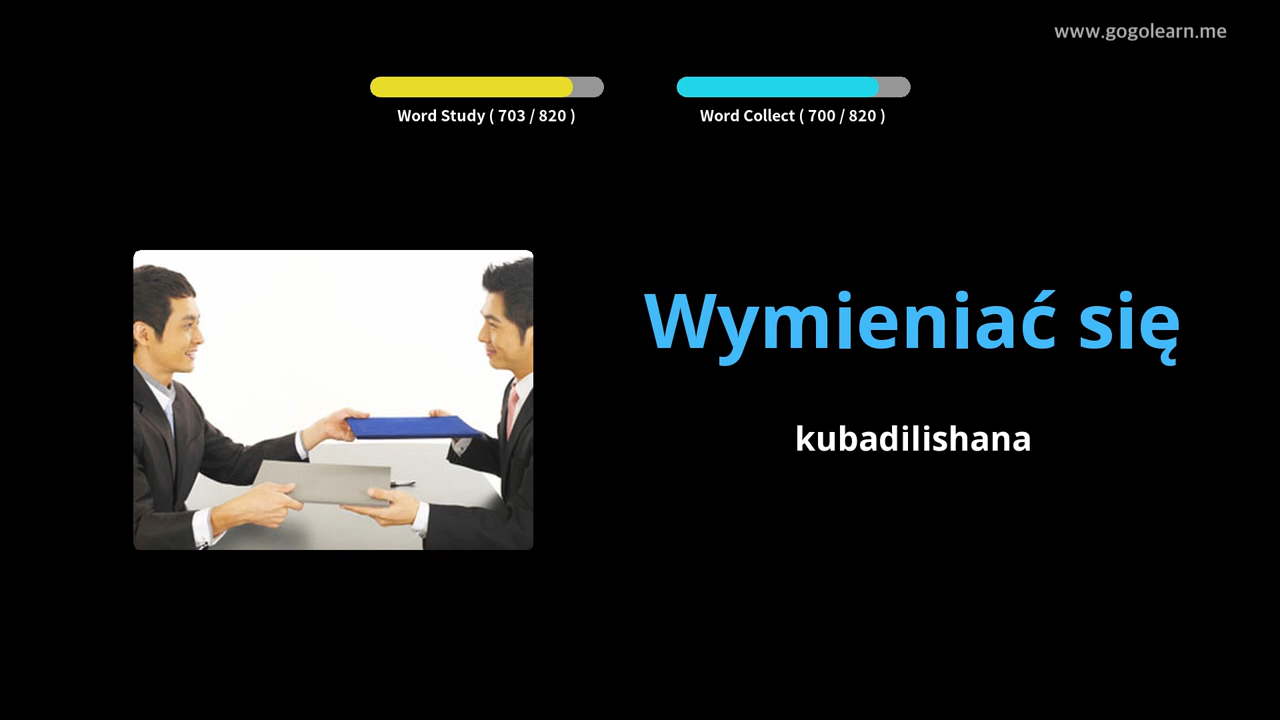 www.gogolearn.me
Word Study ( 703 / 820 )
Word Collect ( 700 / 820 )
Wymieniać się
kubadilishana